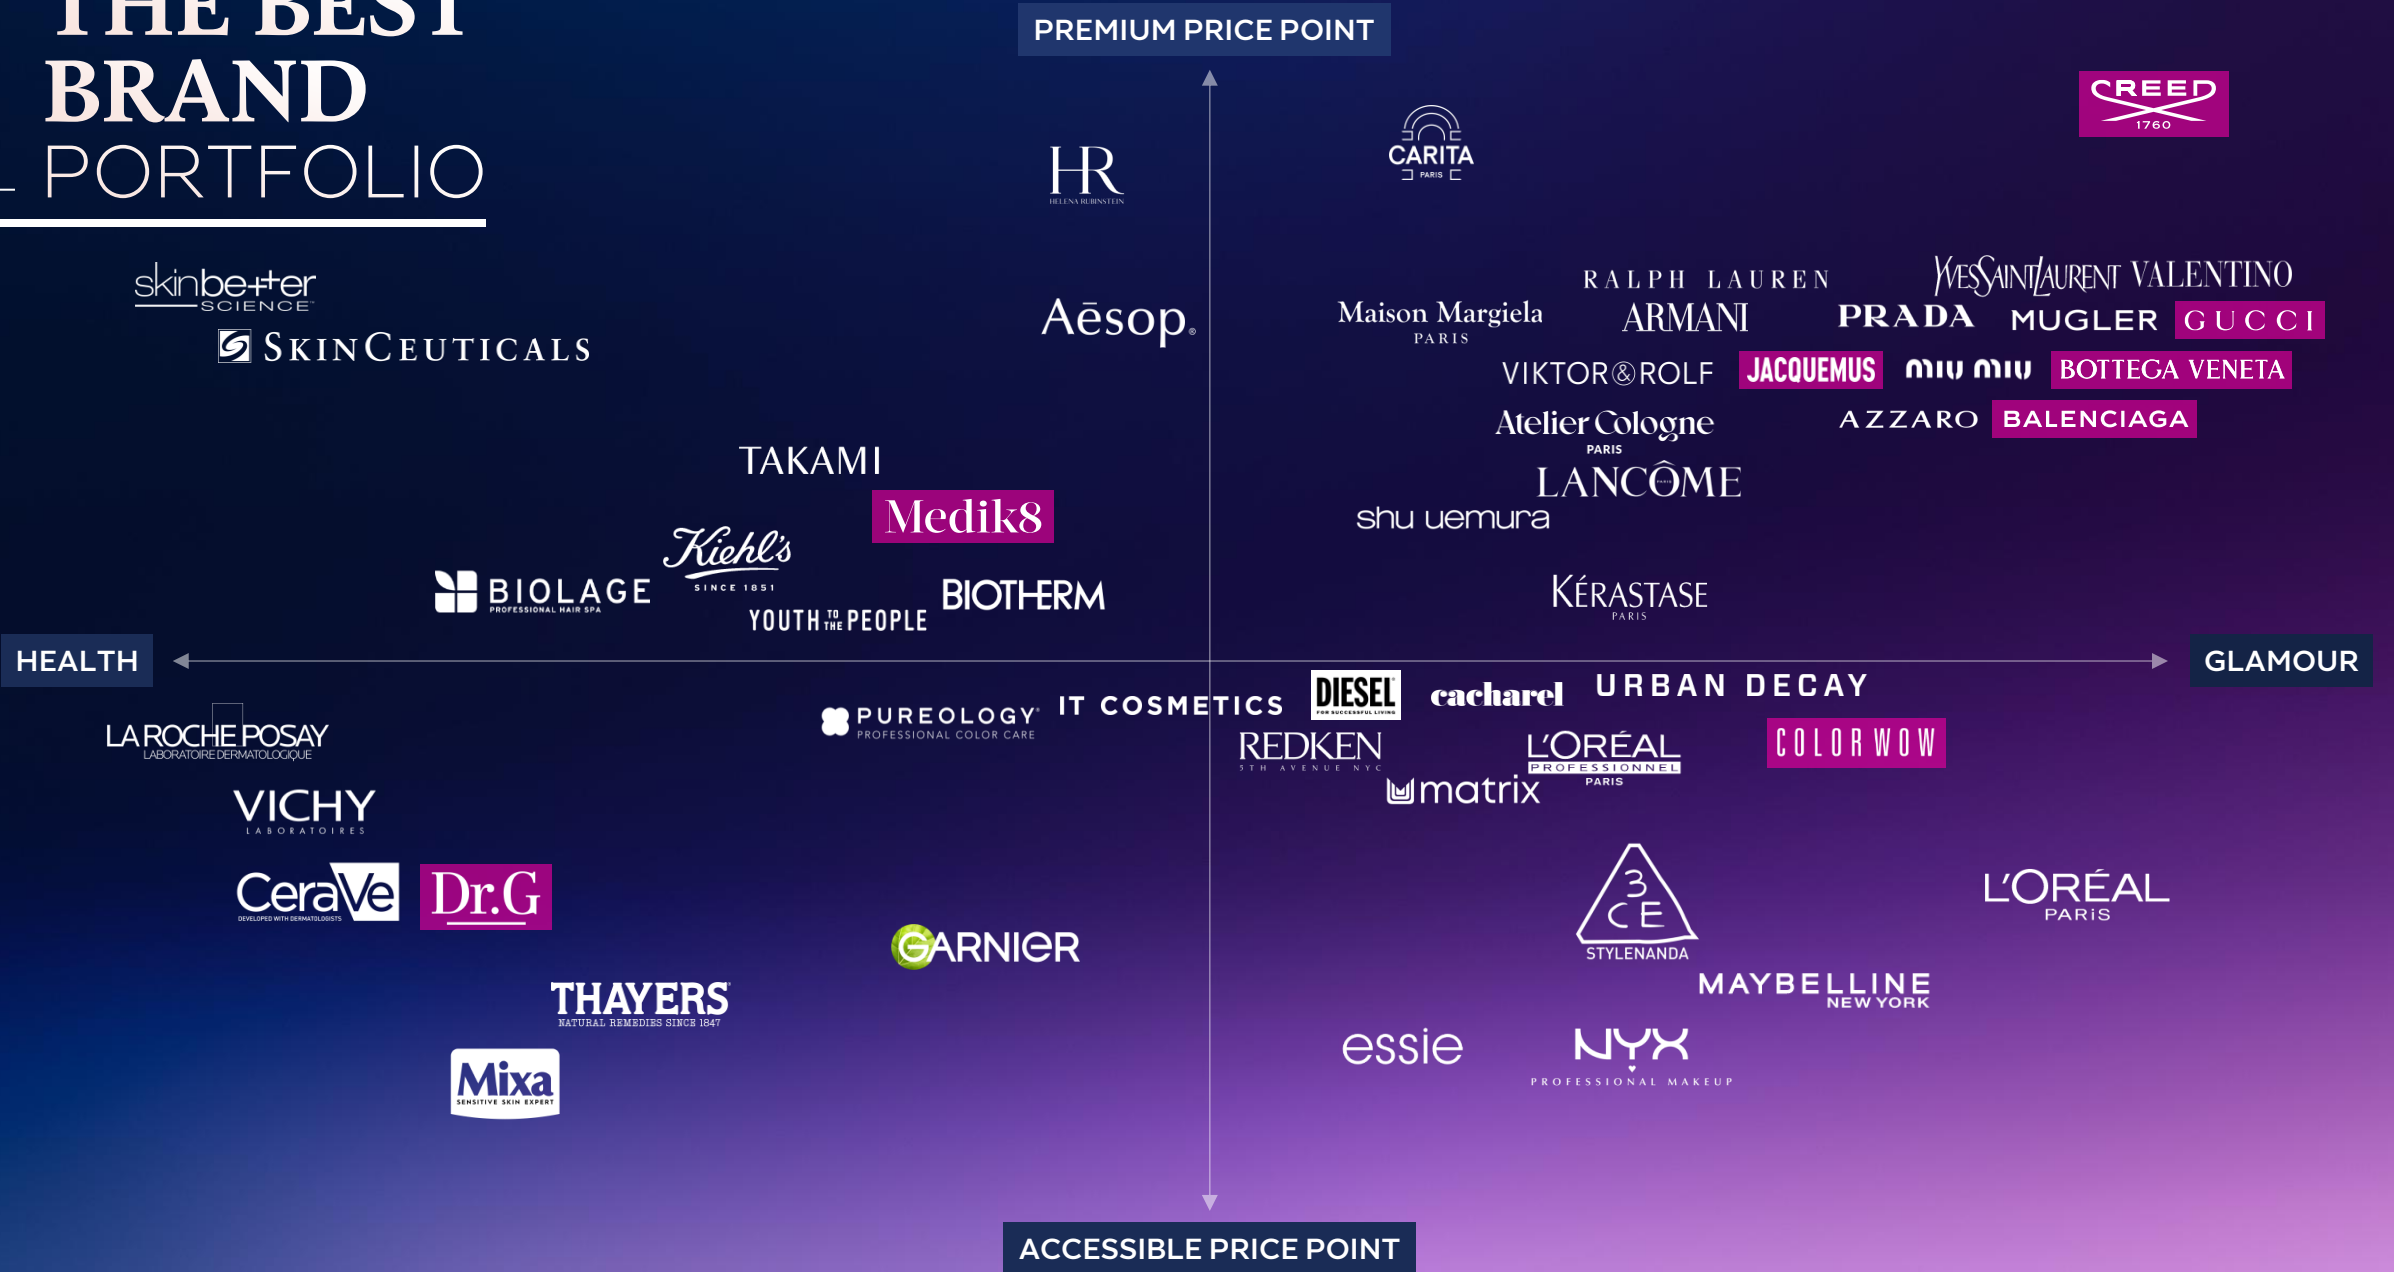 THE BEST
BRAND
PORTFOLIO
PREMIUM PRICE POINT
CREED
1760
CARITA
PARIS
HR
HELENA RUBINSTEIN
skinbetter
SCIENCE™
SKINCEUTICALS
Aēsop®
RALPH LAUREN
YVESSAINTLAURENT VALENTINO
Maison Margiela
PARIS
ARMANI
PRADA
MUGLER
GUCCI
VIKTOR&ROLF
JACQUEMUS
miu miu
BOTTEGA VENETA
Atelier Cologne
PARIS
AZZARO
BALENCIAGA
TAKAMI
LANCÔME
PARIS
Medik8
shu uemura
Kiehl's
SINCE 1851
BIOLAGE
PROFESSIONAL HAIR SPA
YOUTH TO THE PEOPLE
BIOTHERM
KÉRASTASE
PARIS
HEALTH
GLAMOUR
LA ROCHE POSAY
LABORATOIRE DERMATOLOGIQUE
PUREOLOGY®
PROFESSIONAL COLOR CARE
IT COSMETICS
DIESEL
FOR SUCCESSFUL LIVING
cacharel
URBAN DECAY
REDKEN
5TH AVENUE NYC
L'ORÉAL
PROFESSIONNEL
PARIS
COLOR WOW
matrix
VICHY
LABORATOIRES
CeraVe
DEVELOPED WITH DERMATOLOGISTS
Dr.G
3CE
STYLENANDA
L'ORÉAL
PARiS
GARNIER
THAYERS®
NATURAL REMEDIES SINCE 1847
MAYBELLINE
NEW YORK
essie
NYX
PROFESSIONAL MAKEUP
Mixa
SENSITIVE SKIN EXPERT
ACCESSIBLE PRICE POINT